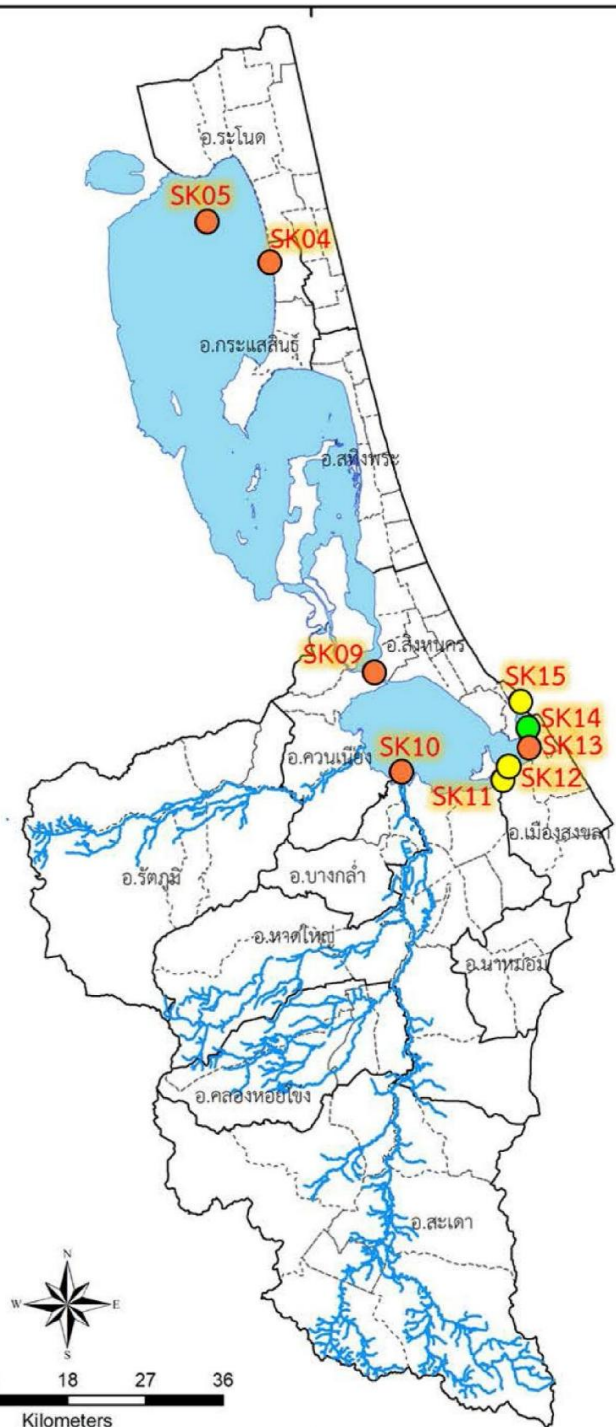 อ.ระโนด
SK05
SK04
อ.กระแสสินธุ์
อ.สทิงพระ
อ.สิงหนคร
SK09
SK15
SK14
SK13
SK10
อ.ควนเนียง
SK12
SK11
อ.เมืองสงขลา
อ.รัตภูมิ
อ.บางกล่ำ
อ.หาดใหญ่
อ.นาหม่อม
อ.คลองหอยโข่ง
อ.สะเดา
N
W E
S
18 27 36
Kilometers